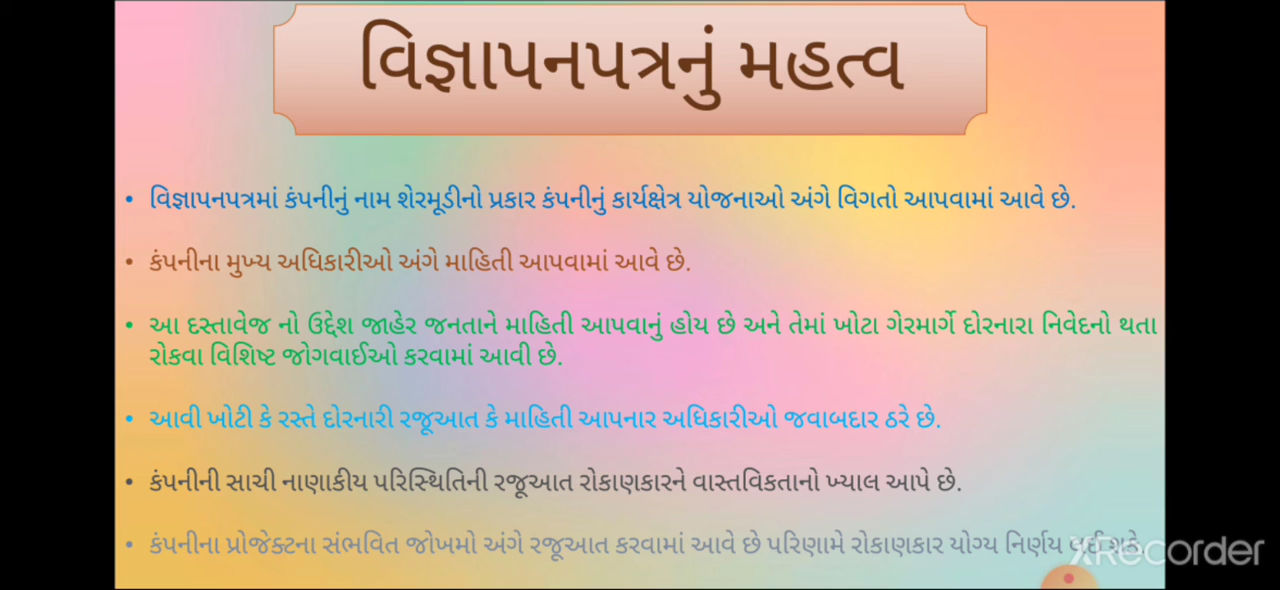 વિજ્ઞાપનપત્રનું મહત્વ
• વિજ્ઞાપનપત્રમાં કંપનીનું નામ શેરમૂડીનો પ્રકાર કંપનીનું કાર્યક્ષેત્ર યોજનાઓ અંગે વિગતો આપવામાં આવે છે.
• કંપનીના મુખ્ય અધિકારીઓ અંગે માહિતી આપવામાં આવે છે.
• આ દસ્તાવેજ નો ઉદ્દેશ જાહેર જનતાને માહિતી આપવાનું હોય છે અને તેમાં ખોટા ગેરમાર્ગે દોરનારા નિવેદનો થતા
રોકવા વિશિષ્ટ જોગવાઈઓ કરવામાં આવી છે.
• આવી ખોટી કે રસ્તે દોરનારી રજૂઆત કે માહિતી આપનાર અધિકારીઓ જવાબદાર ઠરે છે.
• કંપનીની સાચી નાણાકીય પરિસ્થિતિની રજૂઆત રોકાણકારને વાસ્તવિકતાનો ખ્યાલ આપે છે.
• કંપનીના પ્રોજેક્ટના સંભવિત જોખમો અંગે રજૂઆત કરવામાં આવે છે પરિણામે રોકાણકાર યોગ્ય નિર્ણય
XRecorder